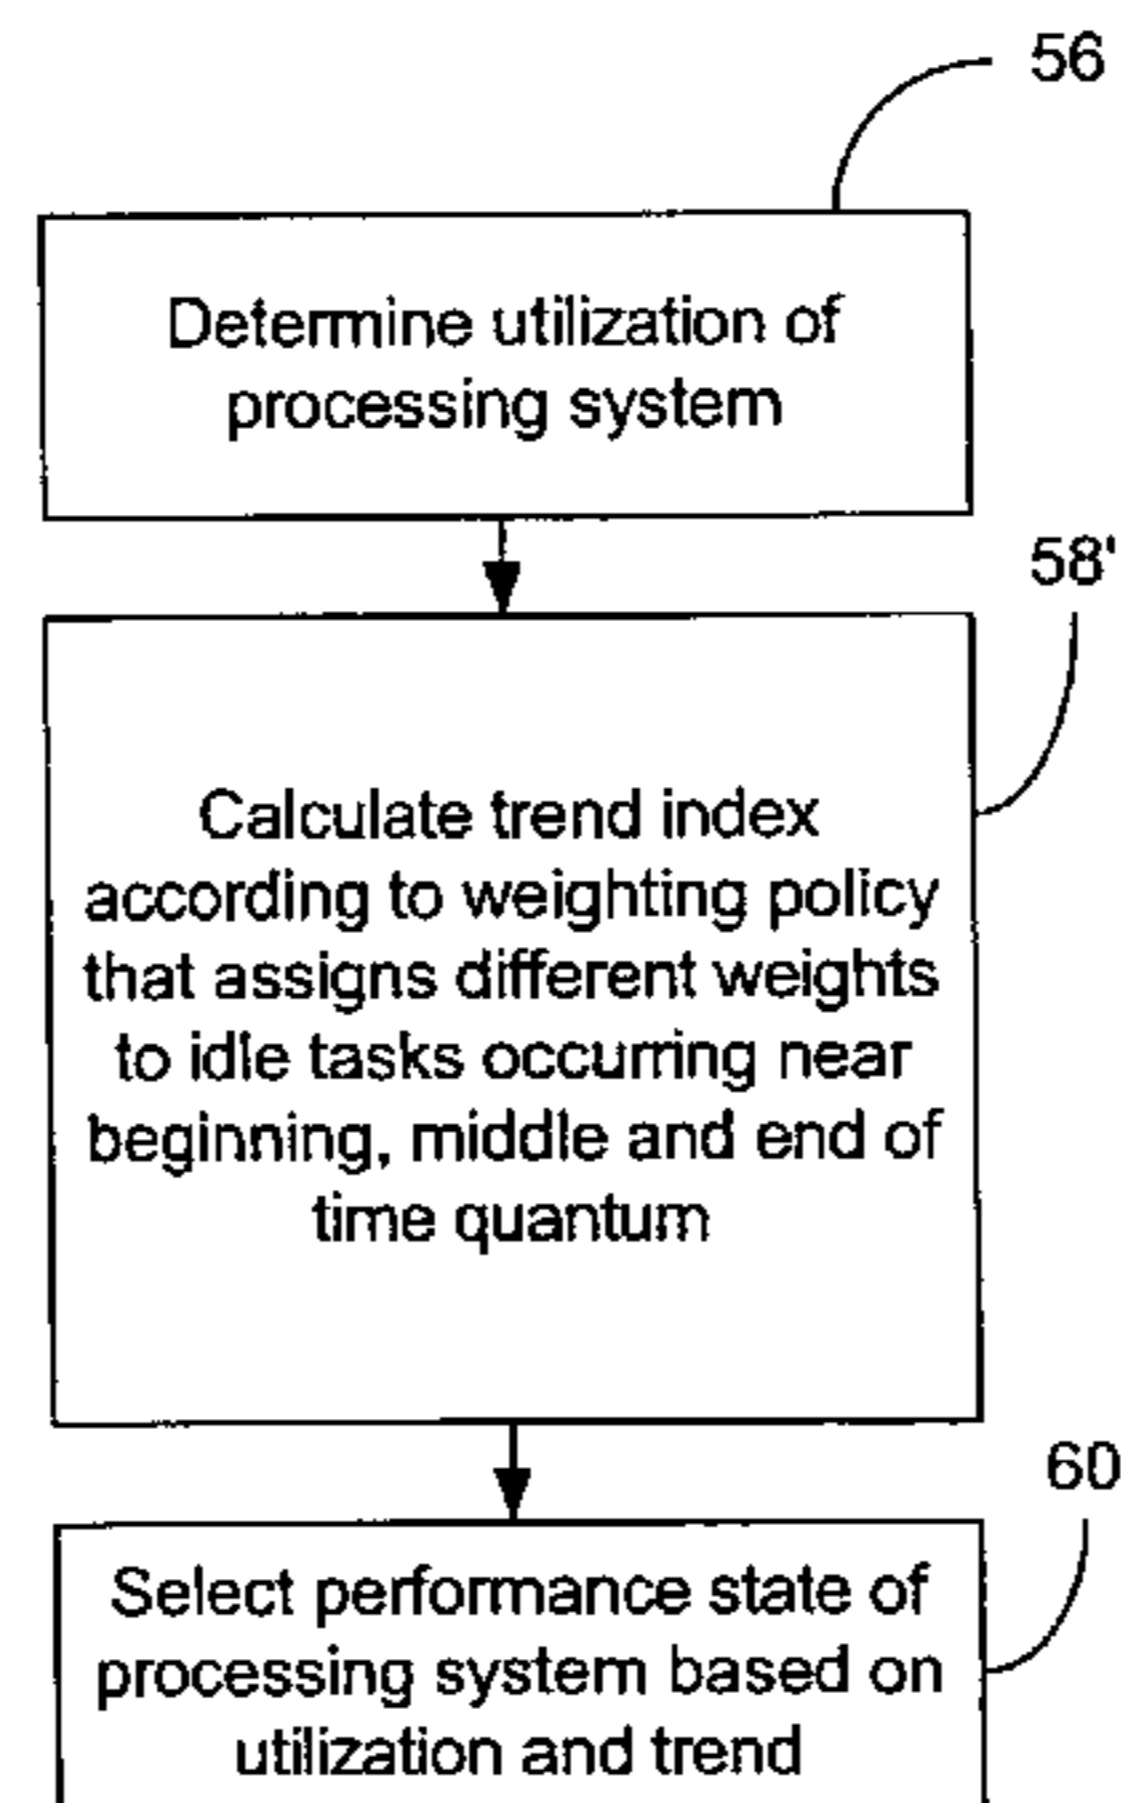 56
Determine utilization of
processing system
58'
Calculate trend index
according to weighting policy
that assigns different weights
to idle tasks occurring near
beginning, middle and end of
time quantum
60
Select performance state of
processing system based on
utilization and trend